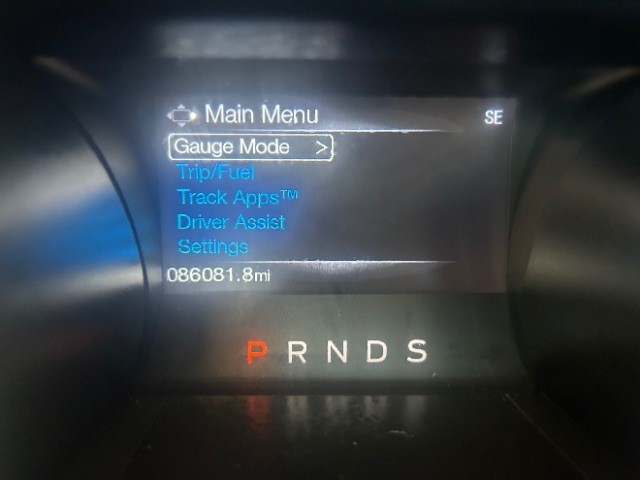 Main Menu SE
Gauge Mode >
Trip/Fuel
Track Apps™
Driver Assist
Settings
086081.8mi
P R N D S